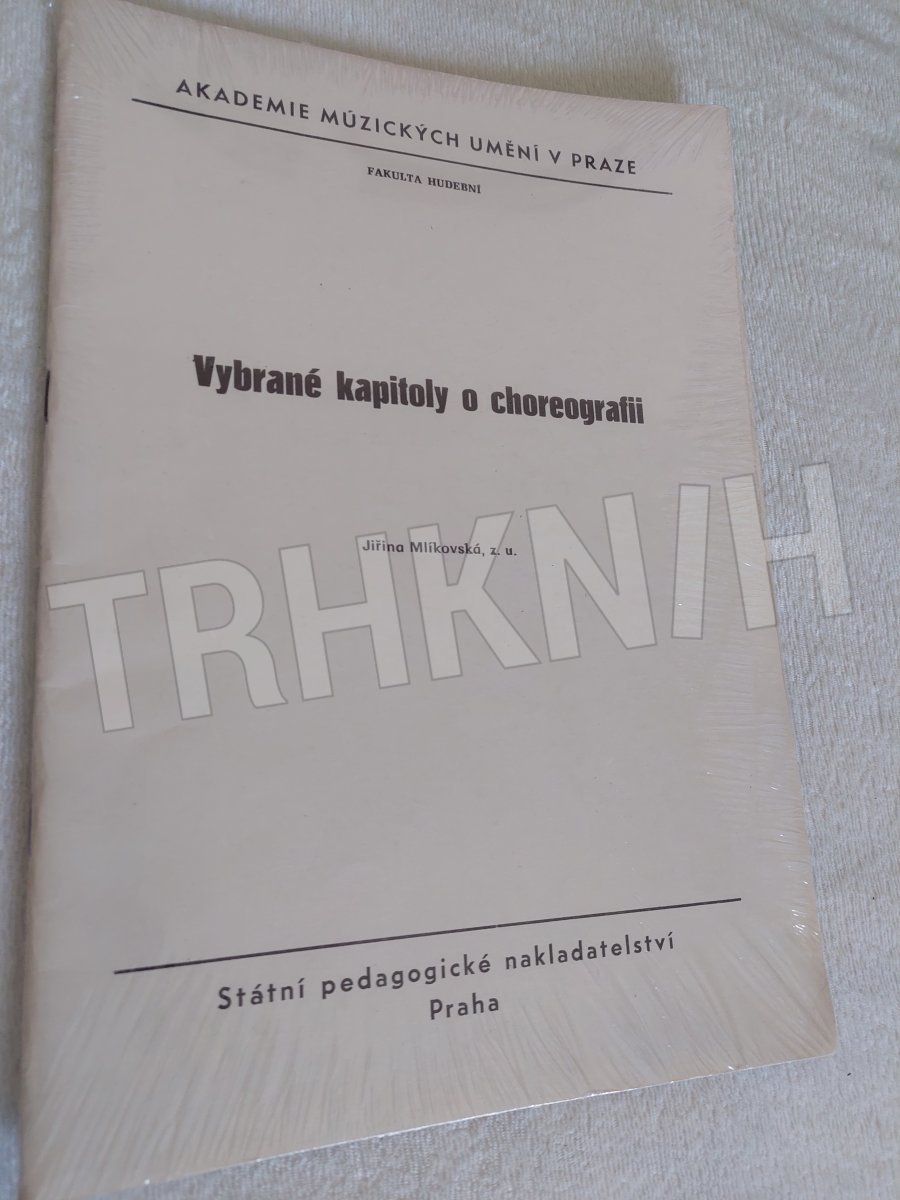 AKADEMIE MÚZICKÝCH UMĚNÍ V PRAZE
FAKULTA HUDEBNÍ
Vybrané kapitoly o choreografii
Jiřina Mlíkovská, z. u.
TRHKNIH
Státní pedagogické nakladatelství
Praha